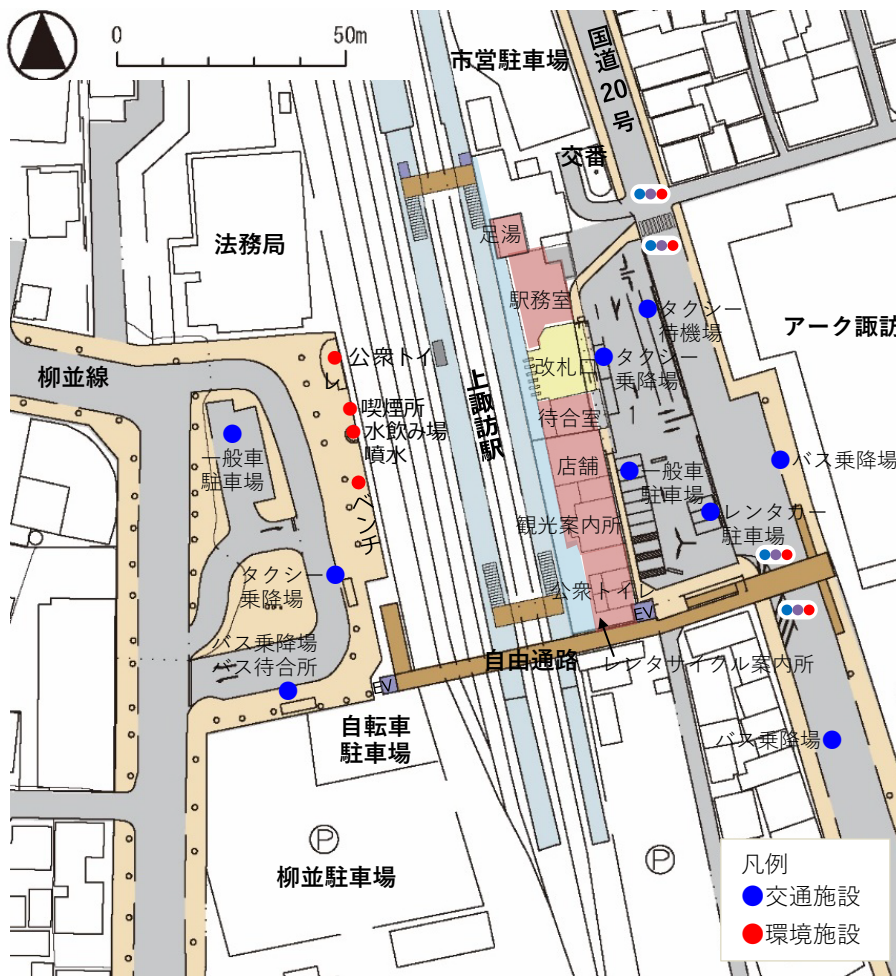 0
50m
市営駐車場
国道20号
交番
法務局
足湯
駅務室
タクシー
待機場
アーク諏訪
公衆トイレ
改札口
タクシー
乗降場
柳並線
上諏訪駅
喫煙所
待合室
水飲み場
噴水
一般車
駐車場
店舗
一般車
駐車場
バス乗降場
ベンチ
観光案内所
レンタカー
駐車場
タクシー
乗降場
公衆トイレ
EV
バス乗降場
バス待合所
自由通路
レンタサイクル案内所
EV
自転車
駐車場
バス乗降場
P
P
柳並駐車場
凡例
交通施設
環境施設